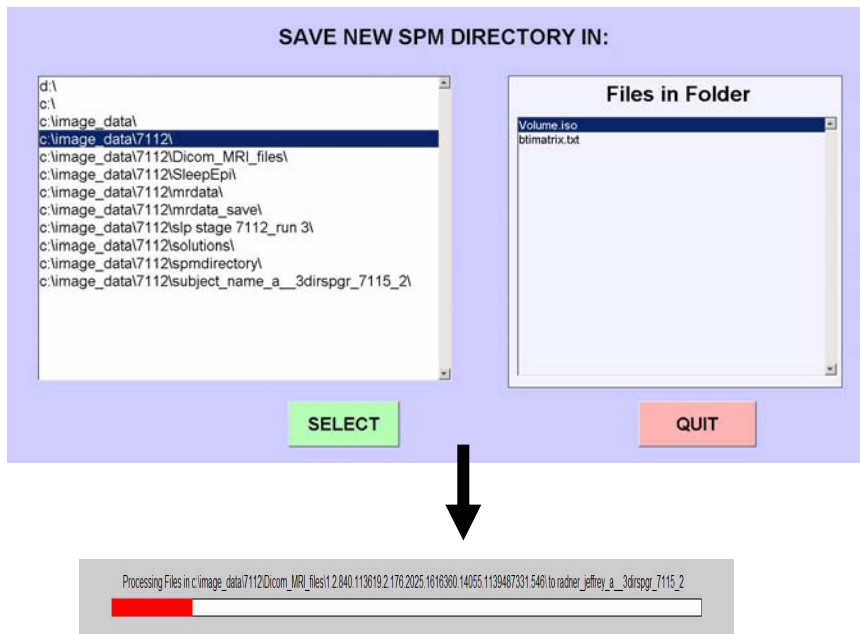 SAVE NEW SPM DIRECTORY IN:
d:\
c:\
c:\image_data\
c:\image_data\7112\
c:\image_data\7112\Dicom_MRI_files\
c:\image_data\7112\SleepEpi\
c:\image_data\7112\mrdata\
c:\image_data\7112\mrdata_save\
c:\image_data\7112\slp stage 7112_run 3\
c:\image_data\7112\solutions\
c:\image_data\7112\spmdirectory\
c:\image_data\7112\subject_name_a__3dirspgr_7115_2\
Files in Folder
Volume.iso
btimatrix.txt
SELECT
QUIT
Processing Files in c:\image_data\7112\Dicom_MRI_files\1.2.840.113619.2.176.2025.1616360.14055.1139487331.546\ to radner_jeffrey_a__3dirspgr_7115_2